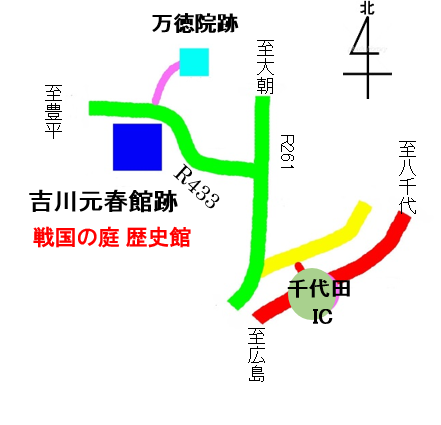 北
万徳院跡
至大朝
至豊平
R261
至八千代
R433
吉川元春館跡
戦国の庭 歴史館
千代田
IC
至広島